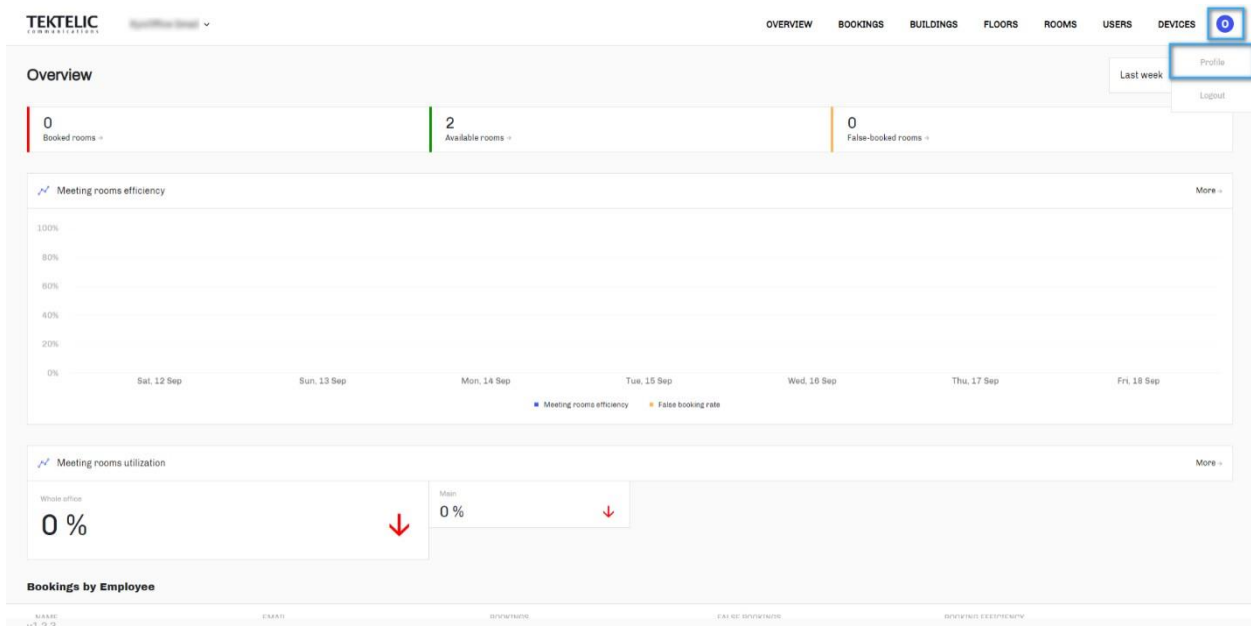 TEKTELIC
communications
OVERVIEW BOOKINGS BUILDINGS FLOORS ROOMS USERS DEVICES O
Profile
Logout
Overview
Last week
0
Booked rooms →
2
Available rooms →
0
False-booked rooms →
Meeting rooms efficiency More →
100%
80%
60%
40%
20%
0%
Sat, 12 Sep Sun, 13 Sep Mon, 14 Sep Tue, 15 Sep Wed, 16 Sep Thu, 17 Sep Fri, 18 Sep
Meeting rooms efficiency False booking rate
Meeting rooms utilization More →
Whole office
0 %
Main
0 %
Bookings by Employee
NAME EMAIL BOOKINGS FALSE BOOKINGS BOOKING EFFICIENCY
v1.2.3